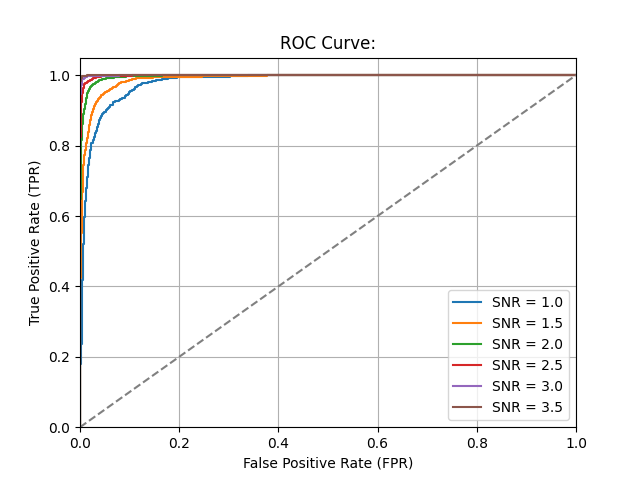 ROC Curve:
True Positive Rate (TPR)
1.0
0.8
0.6
0.4
0.2
0.0
SNR = 1.0
SNR = 1.5
SNR = 2.0
SNR = 2.5
SNR = 3.0
SNR = 3.5
0.0 0.2 0.4 0.6 0.8 1.0
False Positive Rate (FPR)